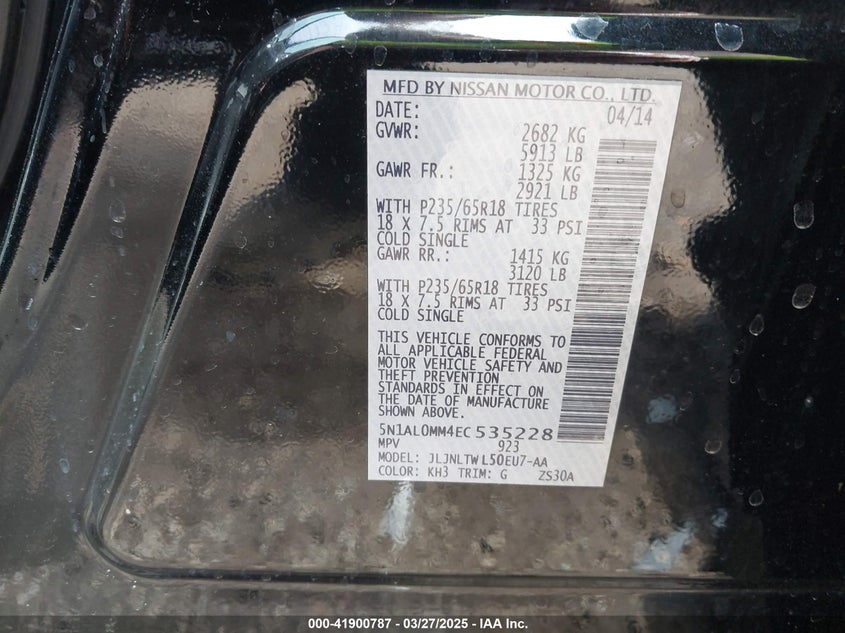 MFD BY NISSAN MOTOR CO., LTD.
DATE: 04/14
GVWR: 2682 KG
5913 LB
GAWR FR.: 1325 KG
2921 LB
WITH P235/65R18 TIRES
18 X 7.5 RIMS AT 33 PSI
COLD SINGLE
GAWR RR.: 1415 KG
3120 LB
WITH P235/65R18 TIRES
18 X 7.5 RIMS AT 33 PSI
COLD SINGLE
THIS VEHICLE CONFORMS TO
ALL APPLICABLE FEDERAL
MOTOR VEHICLE SAFETY AND
THEFT PREVENTION
STANDARDS IN EFFECT ON
THE DATE OF MANUFACTURE
SHOWN ABOVE.
5N1AL0MM4EC535228
MPV 923
MODEL: JLJNLTWL50EU7-AA
COLOR: KH3 TRIM: G ZS30A
000-41900787 - 03/27/2025 - IAA Inc.